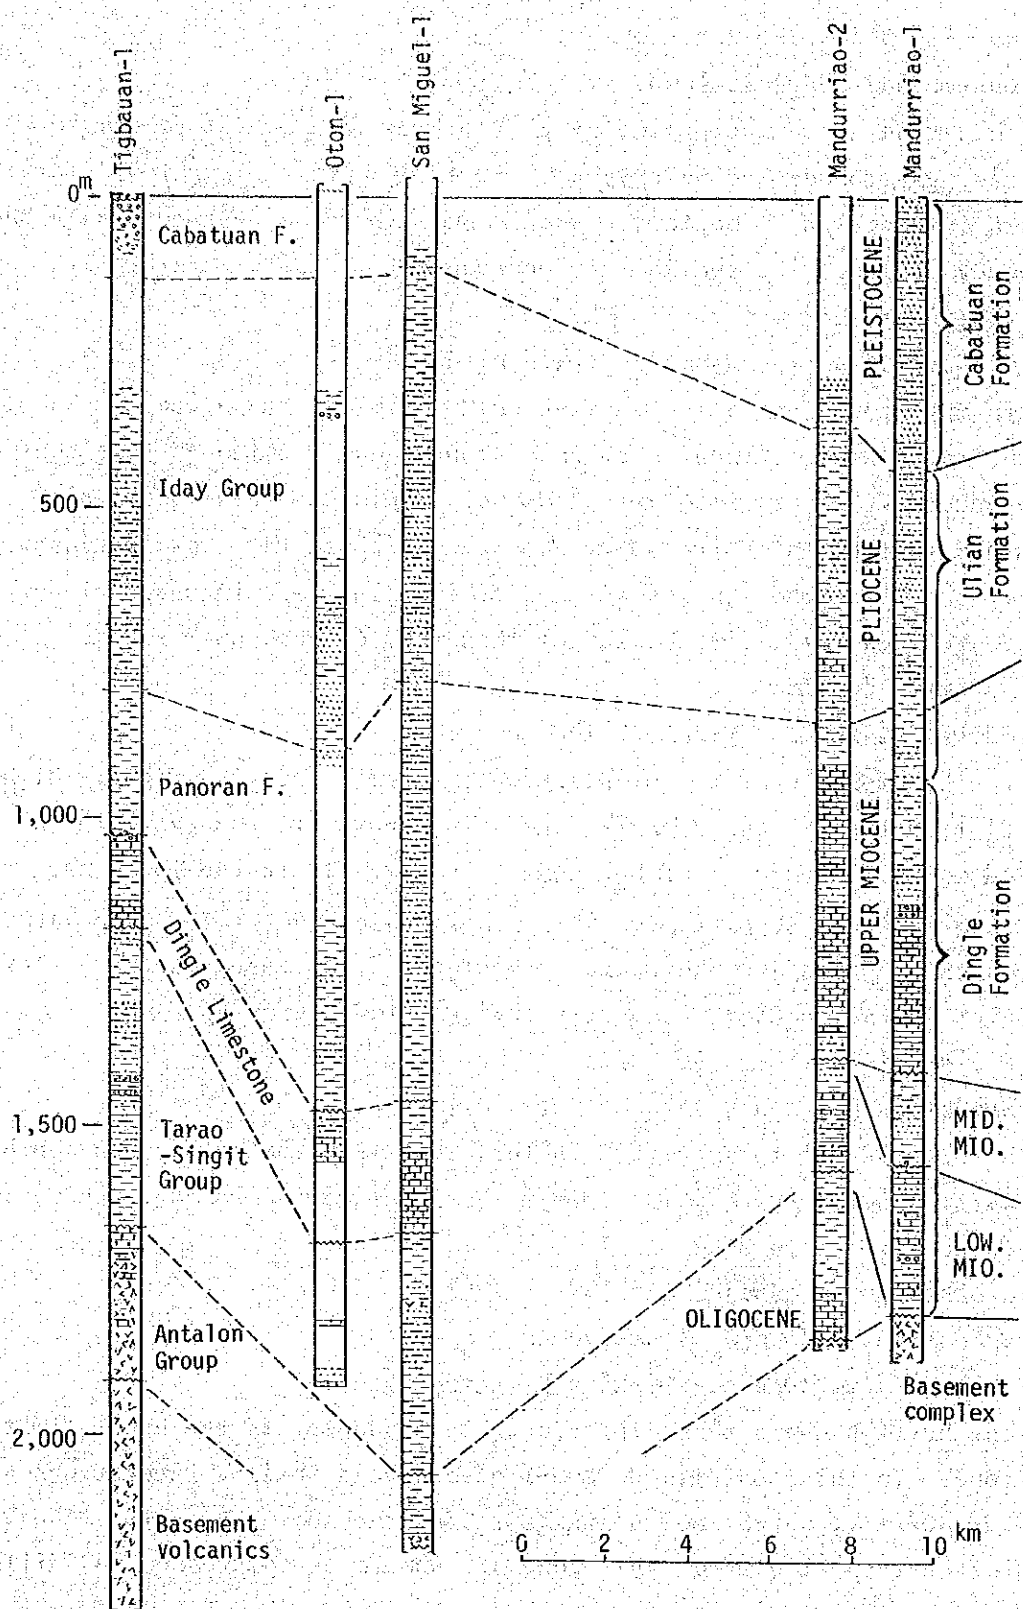 Tigbauan-1
Oton-1
San Miguel-1
Mandurriao-2
Mandurriao-1
0m
Cabatuan F.
PLEISTOCENE
Cabatuan
Formation
500
Iday Group
PLIOCENE
Ulian
Formation
Panoran F.
1,000
UPPER MIOCENE
Dingle
Formation
Dingle Limestone
1,500
Tarao
-Singit
Group
MID.
MIO.
LOW.
MIO.
OLIGOCENE
Antalon
Group
Basement
complex
2,000
Basement
volcanics
0 2 4 6 8 10 km